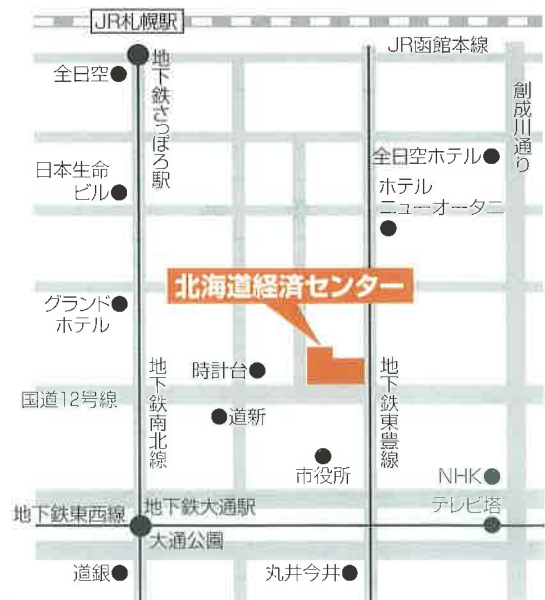 JR札幌駅
JR函館本線
全日空
地下鉄さっぽろ駅
創成川通り
全日空ホテル
日本生命
ビル
ホテル
ニューオータニ
北海道経済センター
グランド
ホテル
時計台
地下鉄南北線
地下鉄東豊線
国道12号線
道新
市役所
NHK
テレビ塔
地下鉄東西線
地下鉄大通駅
大通公園
道銀
丸井今井